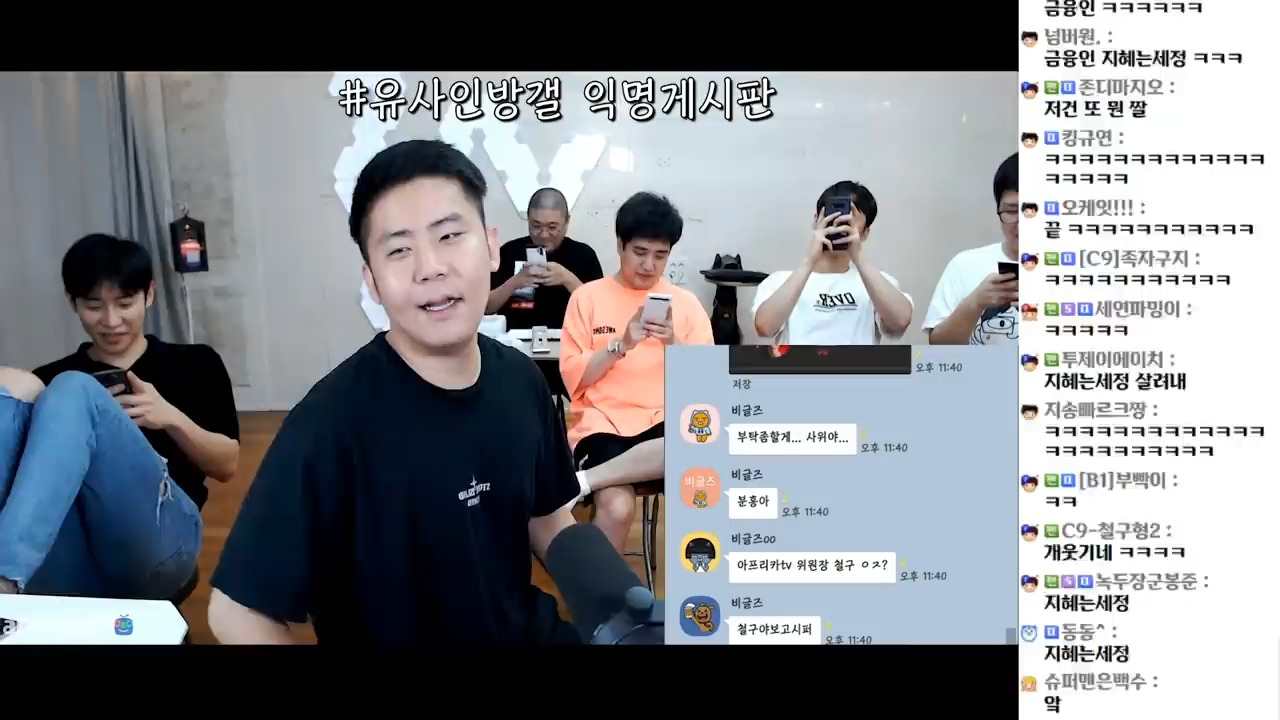 #유사인방갤 익명게시판
OVER
AWESOME
오후 11:40
저장
비글즈
부탁좀할게... 사위야...
오후 11:40
비글즈
비글즈
분홍아
오후 11:40
비글즈oo
아프리카tv 위원장 철구 ㅇㅈ?
오후 11:40
비글즈
철구야보고시퍼
오후 11:40
금융인 ㅋㅋㅋㅋㅋㅋ
넘버원. :
금융인 지혜는세정 ㅋㅋㅋ
존디마지오 :
저건 또 뭔 짤
킹규연 :
ㅋㅋㅋㅋㅋㅋㅋㅋㅋㅋㅋㅋㅋ
ㅋㅋㅋㅋㅋ
오케잇!!! :
끝 ㅋㅋㅋㅋㅋㅋㅋㅋㅋㅋㅋ
[C9]족자구지 :
ㅋㅋㅋㅋㅋㅋㅋㅋㅋㅋㅋ
세연파밍이 :
ㅋㅋㅋㅋㅋ
투제이에이치 :
지혜는세정 살려내
지송빠르크짱 :
ㅋㅋㅋㅋㅋㅋㅋㅋㅋㅋㅋㅋㅋ
ㅋㅋㅋㅋㅋㅋㅋㅋㅋㅋ
[B1]부빡이 :
ㅋㅋ
C9-철구형2 :
개웃기네 ㅋㅋㅋㅋ
녹두장군봉준 :
지혜는세정
동동^ :
지혜는세정
슈퍼맨은백수 :
악